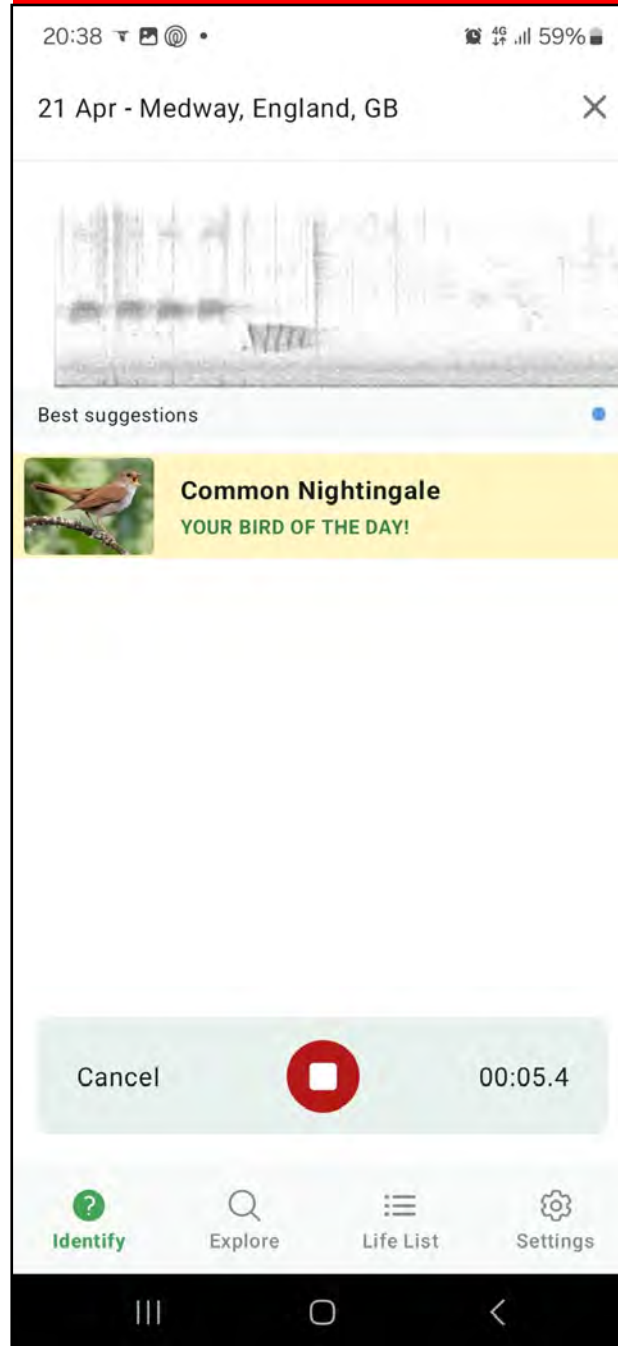 20:38 4G 59%
21 Apr - Medway, England, GB
Best suggestions
Common Nightingale
YOUR BIRD OF THE DAY!
Cancel 00:05.4
Identify Explore Life List Settings